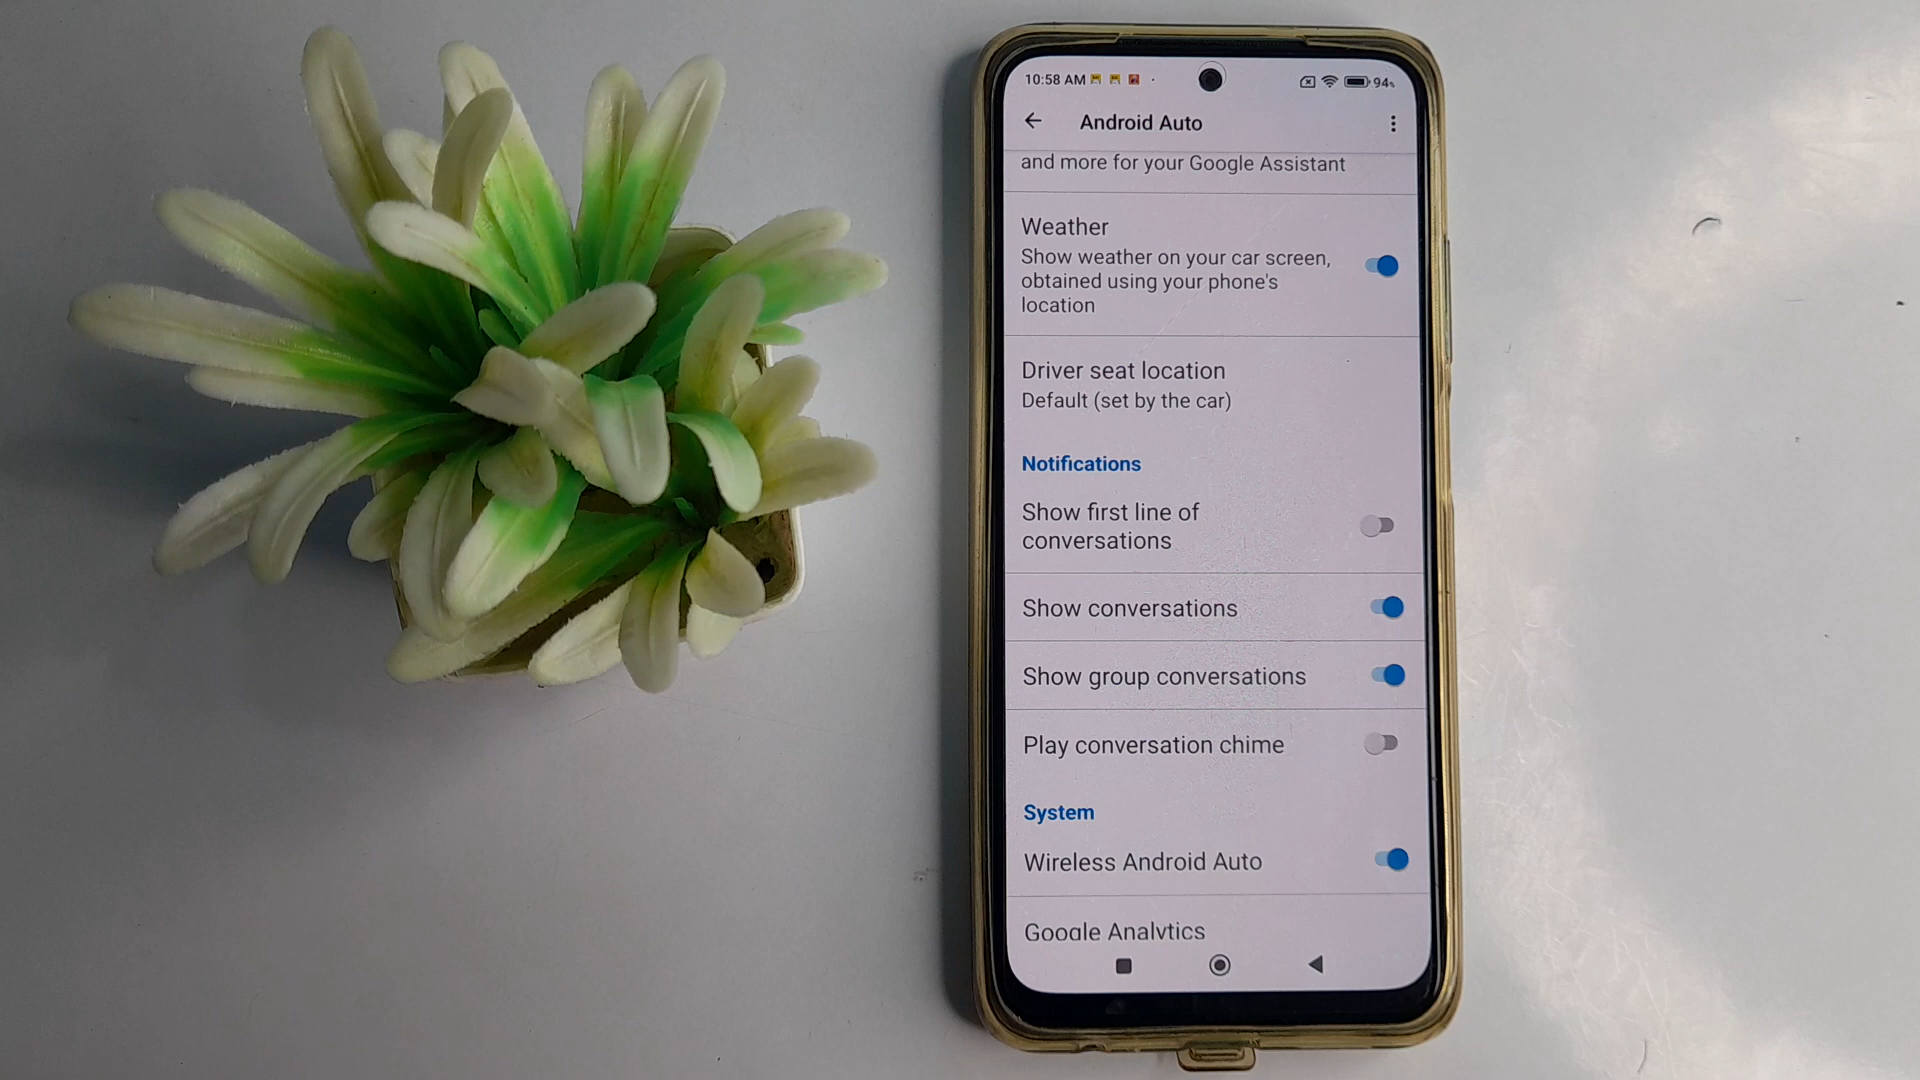 10:58 AM
94%
Android Auto
and more for your Google Assistant
Weather
Show weather on your car screen,
obtained using your phone's
location
Driver seat location
Default (set by the car)
Notifications
Show first line of
conversations
Show conversations
Show group conversations
Play conversation chime
System
Wireless Android Auto
Google Analytics